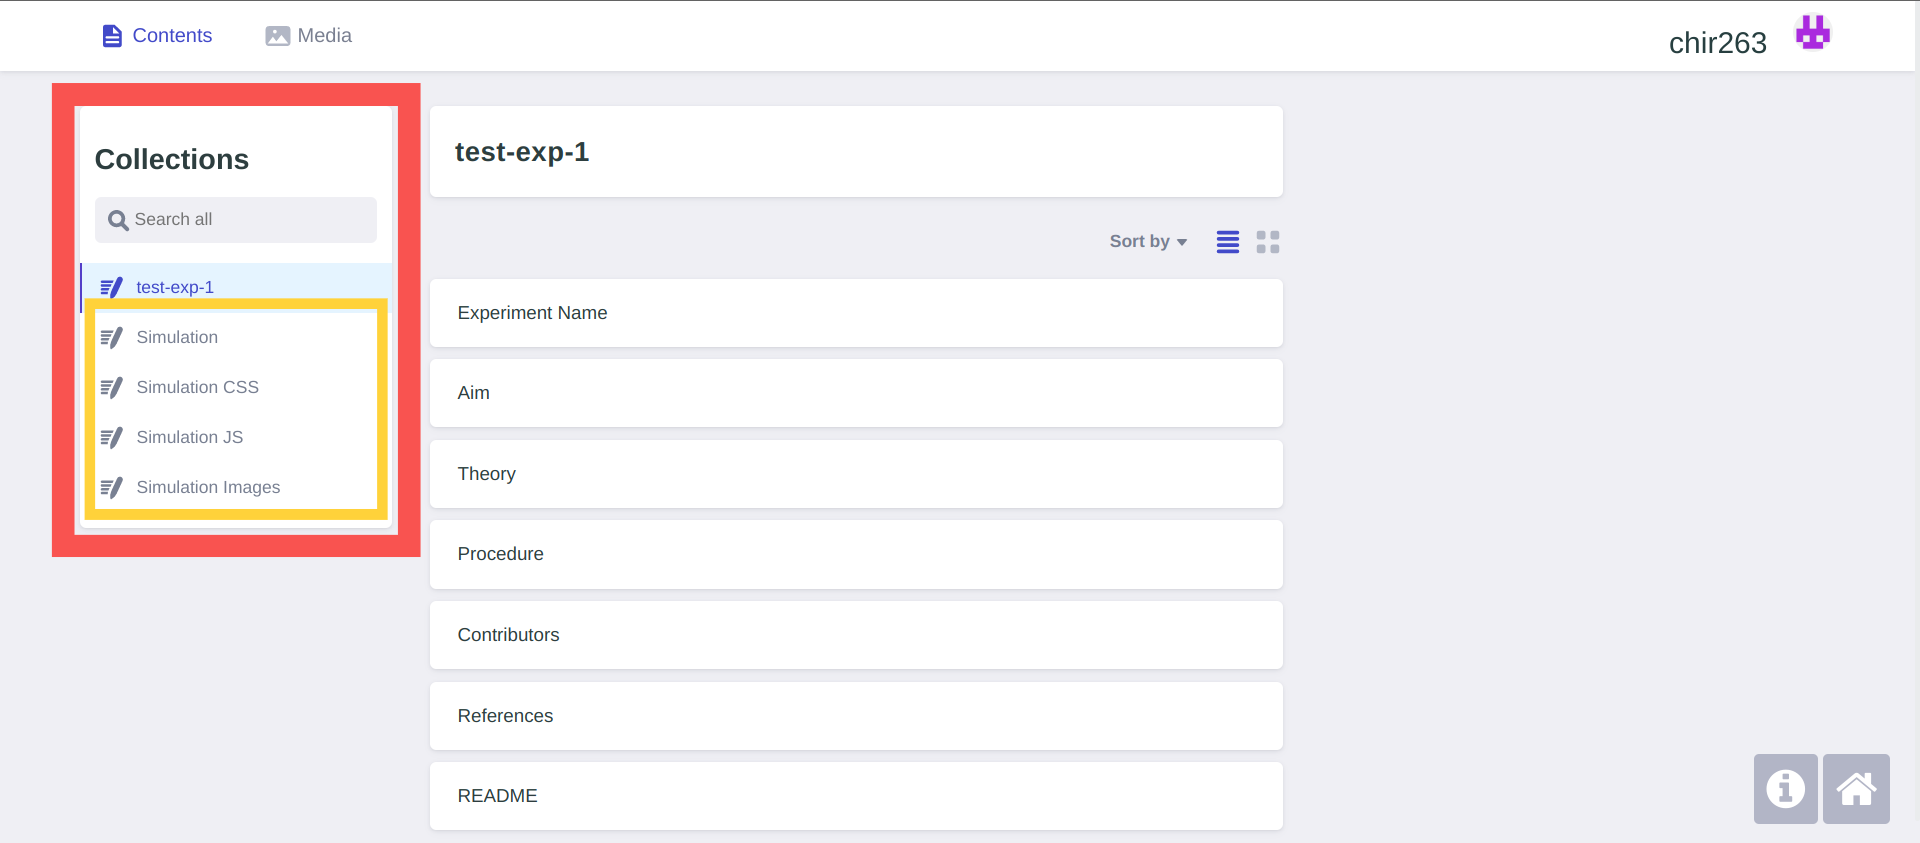 Contents
Media
chir263
Collections
Search all
test-exp-1
Simulation
Simulation CSS
Simulation JS
Simulation Images
test-exp-1
Sort by
Experiment Name
Aim
Theory
Procedure
Contributors
References
README